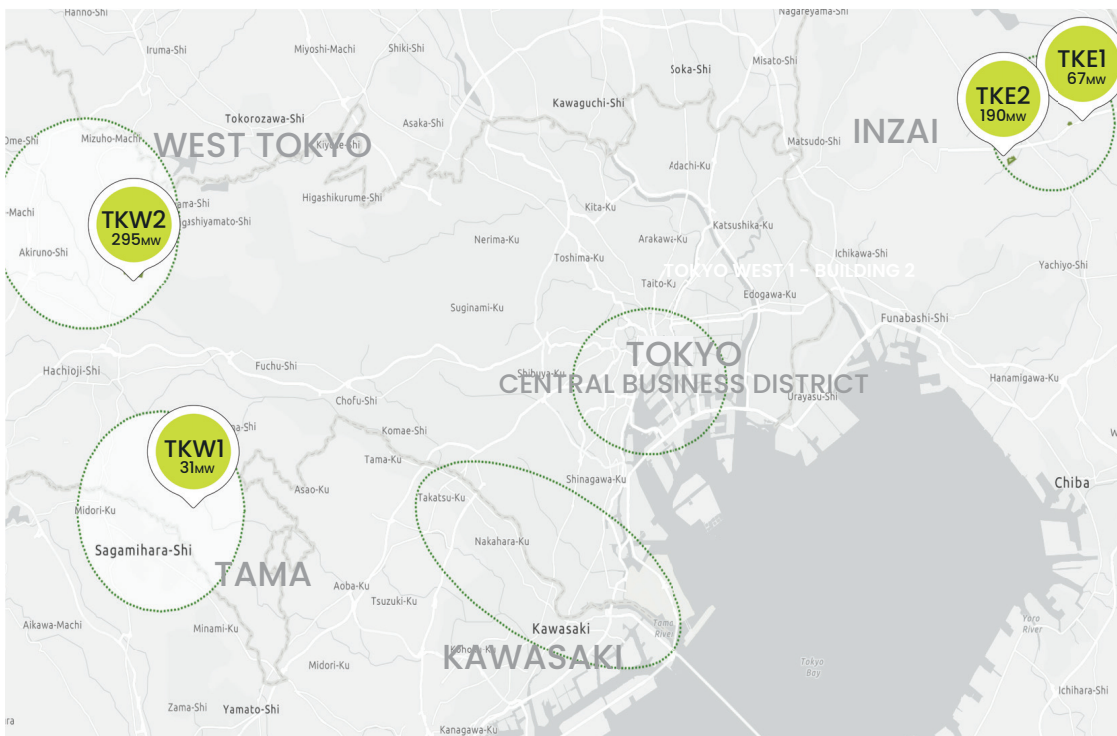 Hanno-Shi
Nagareyama-Shi
Iruma-Shi
Miyoshi-Machi
Shiki-Shi
Misato-Shi
Soka-Shi
TKE1
67MW
TKE2
190MW
Kawaguchi-Shi
Tokorozawa-Shi
Asaka-Shi
INZAI
Mizuho-Machi
WEST TOKYO
Matsudo-Shi
Adachi-Ku
Higashikurume-Shi
Kita-Ku
TKW2
295MW
Katsushika-Ku
Nerima-Ku
Arakawa-Ku
Akiruno-Shi
Toshima-Ku
Ichikawa-Shi
Yachiyo-Shi
TOKYO WEST 1 - BUILDING 2
Taito-Ku
Edogawa-Ku
Suginami-Ku
Funabashi-Shi
TOKYO
CENTRAL BUSINESS DISTRICT
Hachioji-Shi
Fuchu-Shi
Shibuya-Ku
Hanamigawa-Ku
Chofu-Shi
Urayasu-Shi
Komae-Shi
TKW1
31MW
Tama-Ku
Shinagawa-Ku
Chiba
Asao-Ku
Takatsu-Ku
Midori-Ku
Nakahara-Ku
Sagamihara-Shi
TAMA
Aoba-Ku
Tsuzuki-Ku
Aikawa-Machi
Minami-Ku
Kawasaki
Tama
River
Yoro
River
KAWASAKI
Midori-Ku
Tokyo
Bay
Ichihara-Shi
Zama-Shi
Yamato-Shi
Kanagawa-Ku